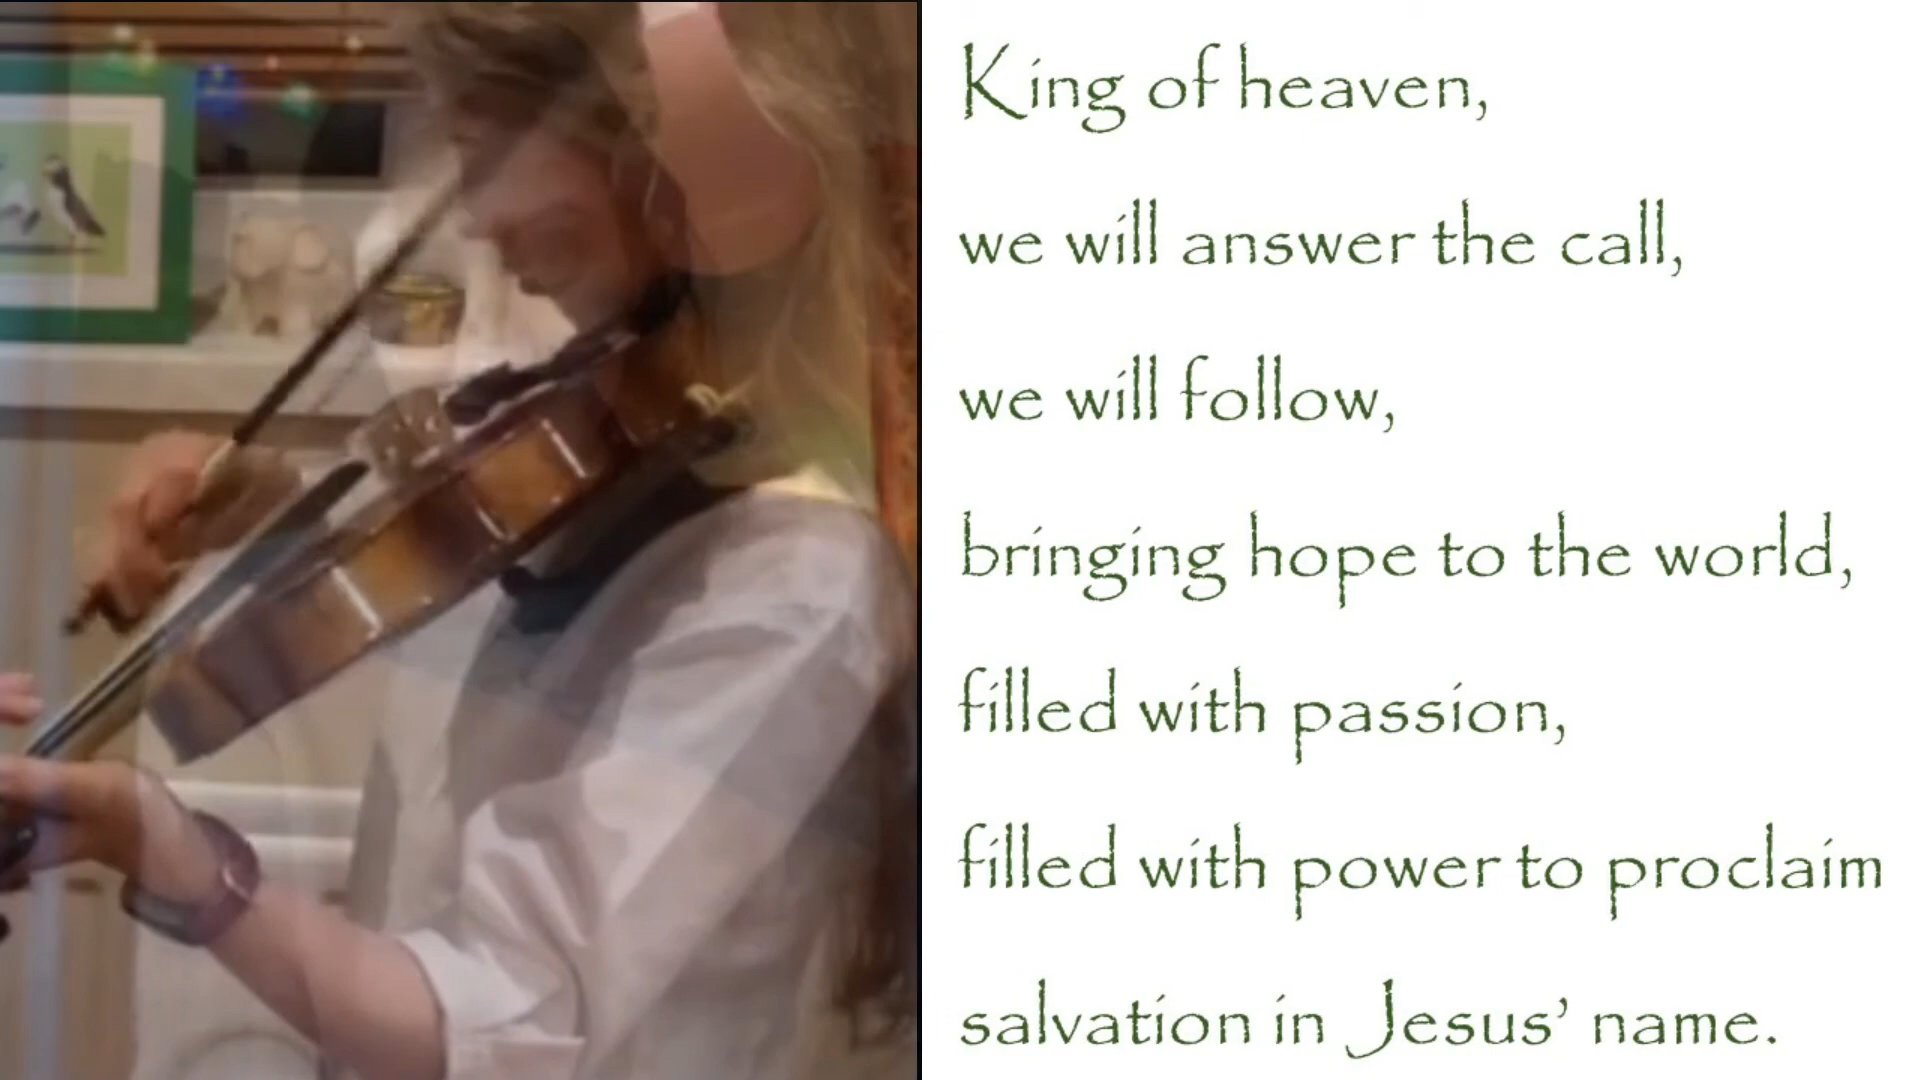 King of heaven,
we will answer the call,
we will follow,
bringing hope to the world,
filled with passion,
filled with power to proclaim
salvation in Jesus’ name.